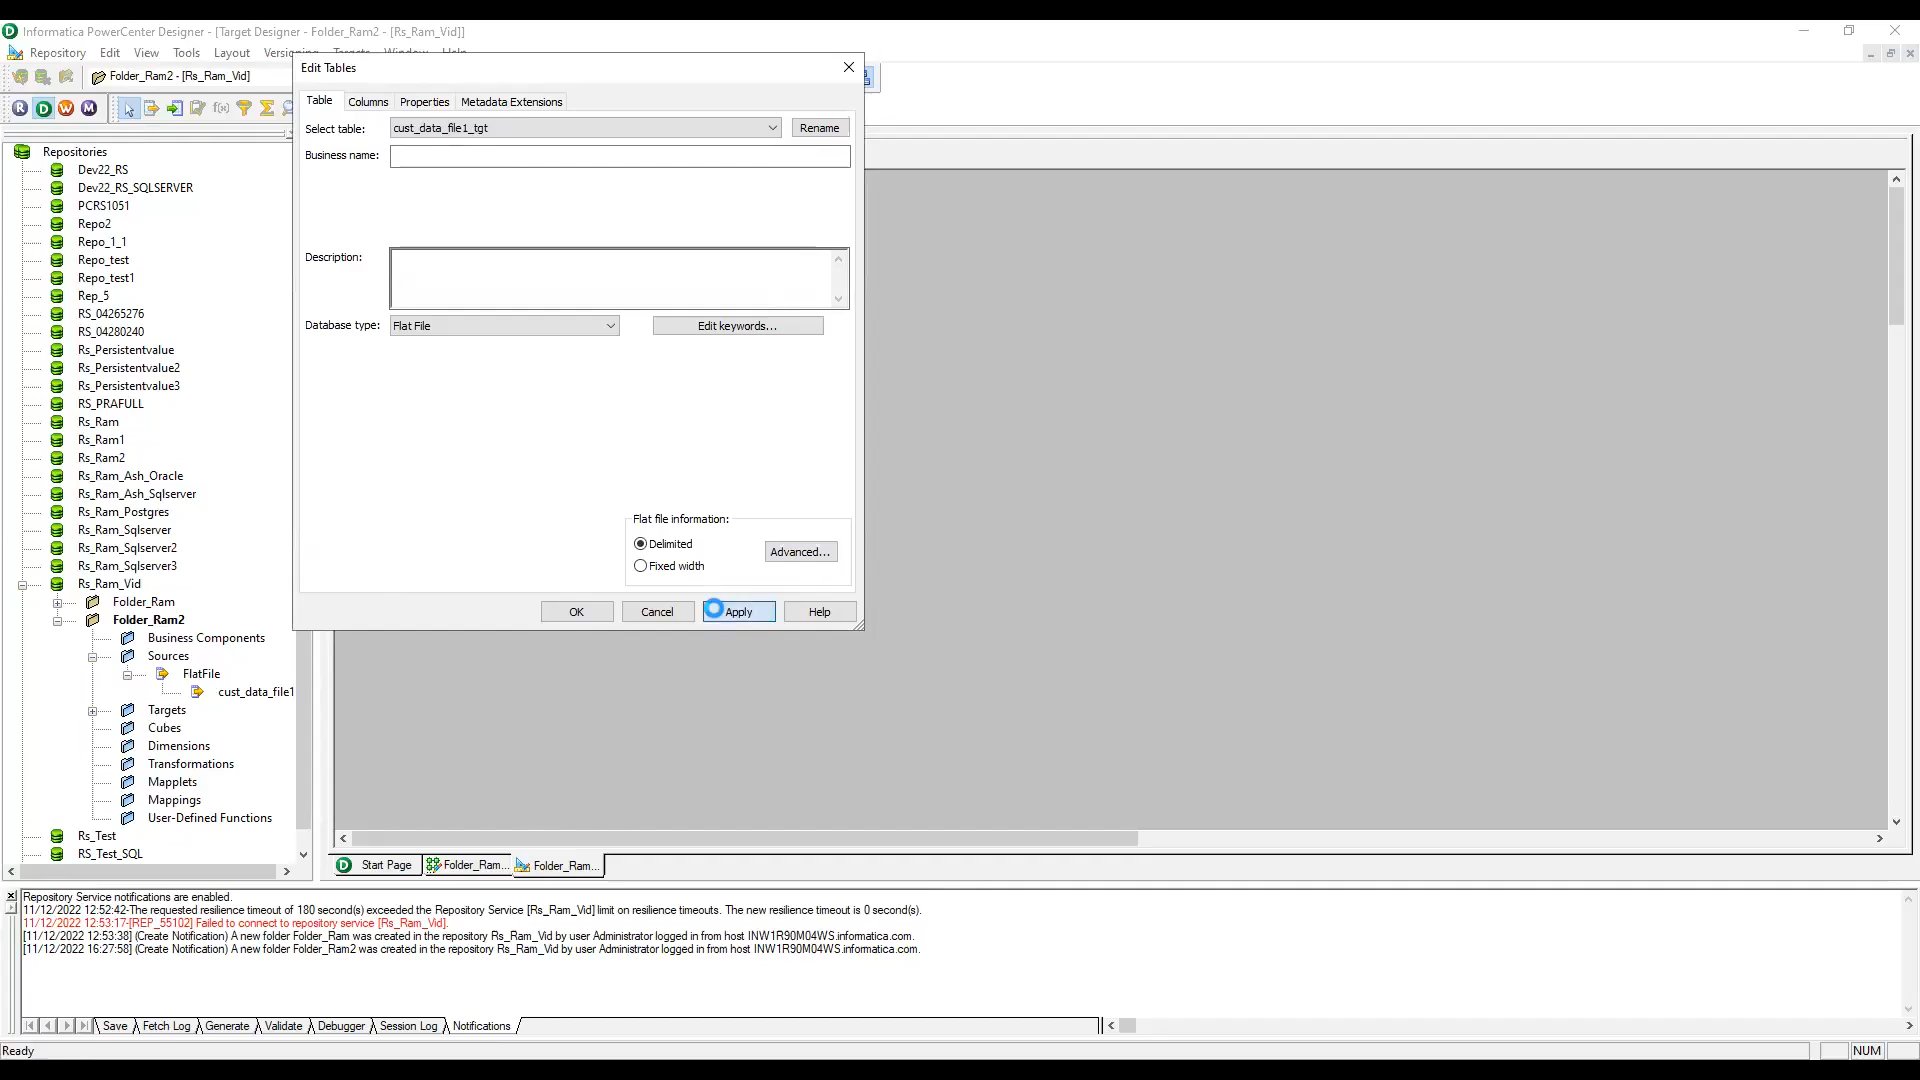 Informatica PowerCenter Designer - [Target Designer - Folder_Ram2 - [Rs_Ram_Vid]]
Repository Edit View Tools Layout Versioning Targets Window Help
Folder_Ram2 - [Rs_Ram_Vid]
R D W M f(x)
Edit Tables
Table Columns Properties Metadata Extensions
Select table: cust_data_file1_tgt Rename
Business name:
Description:
Database type: Flat File Edit keywords...
Flat file information:
Delimited
Advanced...
Fixed width
OK Cancel Apply Help
Repositories
Dev22_RS
Dev22_RS_SQLSERVER
PCRS1051
Repo2
Repo_1_1
Repo_test
Repo_test1
Rep_5
RS_04265276
RS_04280240
Rs_Persistentvalue
Rs_Persistentvalue2
Rs_Persistentvalue3
RS_PRAFULL
Rs_Ram
Rs_Ram1
Rs_Ram2
Rs_Ram_Ash_Oracle
Rs_Ram_Ash_Sqlserver
Rs_Ram_Postgres
Rs_Ram_Sqlserver
Rs_Ram_Sqlserver2
Rs_Ram_Sqlserver3
Rs_Ram_Vid
Folder_Ram
Folder_Ram2
Business Components
Sources
FlatFile
cust_data_file1
Targets
Cubes
Dimensions
Transformations
Mapplets
Mappings
User-Defined Functions
Rs_Test
RS_Test_SQL
Start Page Folder_Ram... Folder_Ram...
Repository Service notifications are enabled.
11/12/2022 12:52:42-The requested resilience timeout of 180 second(s) exceeded the Repository Service [Rs_Ram_Vid] limit on resilience timeouts. The new resilience timeout is 0 second(s).
11/12/2022 12:53:17-[REP_55102] Failed to connect to repository service [Rs_Ram_Vid].
[11/12/2022 12:53:38] (Create Notification) A new folder Folder_Ram was created in the repository Rs_Ram_Vid by user Administrator logged in from host INW1R90M04WS.informatica.com.
[11/12/2022 16:27:58] (Create Notification) A new folder Folder_Ram2 was created in the repository Rs_Ram_Vid by user Administrator logged in from host INW1R90M04WS.informatica.com.
Save Fetch Log Generate Validate Debugger Session Log Notifications
Ready NUM